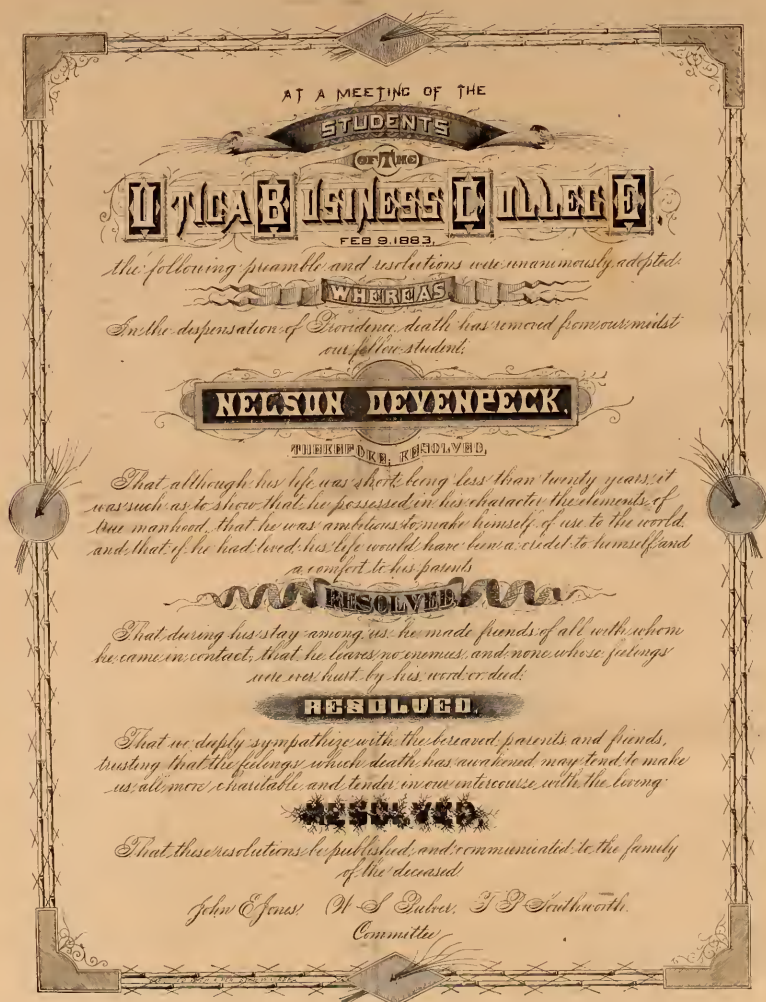 AT A MEETING OF THE
STUDENTS
OF THE
UTICA BUSINESS COLLEGE,
FEB 9.1883,
the following preamble and resolutions were unanimously adopted.
WHEREAS
In the dispensation of Providence, death has removed from our midst
our fellow student,
NELSON DEVENPECK,
THEREFORE, RESOLVED,
That although his life was short being less than twenty years, it
was such as to show that he possessed in his character the elements of
true manhood, that he was ambitious to make himself of use to the world
and that if he had lived his life would have been a credit to himself and
a comfort to his parents
RESOLVED,
That during his stay among us he made friends of all with whom
he came in contact, that he leaves no enemies and none whose feelings
were ever hurt by his word or deed.
RESOLVED,
That we deeply sympathize with the bereaved parents and friends,
trusting that the feelings which death has awakened may tend to make
us all more charitable and tender in our intercourse with the living.
RESOLVED,
That these resolutions be published, and communicated to the family
of the deceased
John E Jones. W S Pulver. Southworth.
Committee